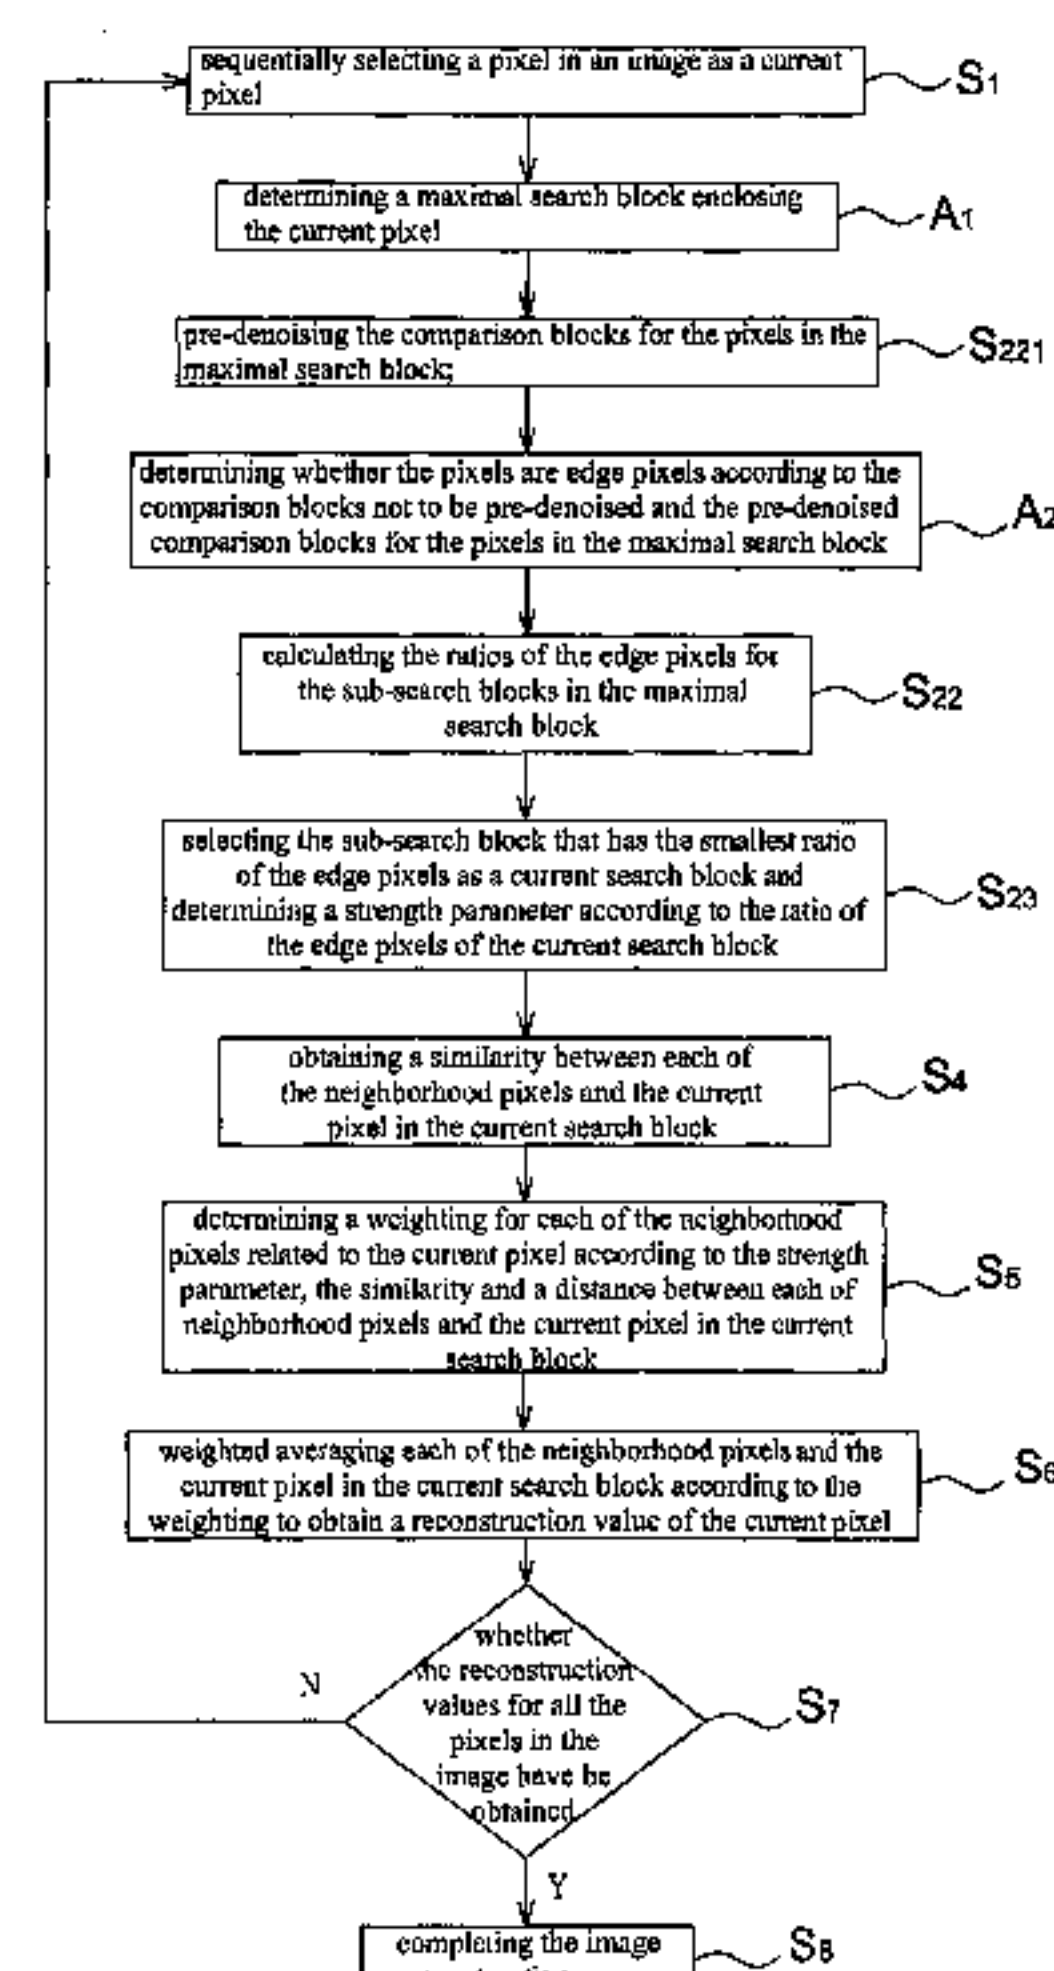 sequentially selecting a pixel in an image as a current
pixel
S1
determining a maximal search block enclosing
the current pixel
A1
pre-denoising the comparison blocks for the pixels in the
maximal search block;
S221
determining whether the pixels are edge pixels according to the
comparison blocks not to be pre-denoised and the pre-denoised
comparison blocks for the pixels in the maximal search block
A2
calculating the ratios of the edge pixels for
the sub-search blocks in the maximal
search block
S22
selecting the sub-search block that has the smallest ratio
of the edge pixels as a current search block and
determining a strength parameter according to the ratio of
the edge pixels of the current search block
S23
obtaining a similarity between each of
the neighborhood pixels and the current
pixel in the current search block
S4
determining a weighting for each of the neighborhood
pixels related to the current pixel according to the strength
parameter, the similarity and a distance between each of
neighborhood pixels and the current pixel in the current
search block
S5
weighted averaging each of the neighborhood pixels and the
current pixel in the current search block according to the
weighting to obtain a reconstruction value of the current pixel
S6
whether
the reconstruction
values for all the
pixels in the
image have be
obtained
N
S7
Y
completing the image
S8